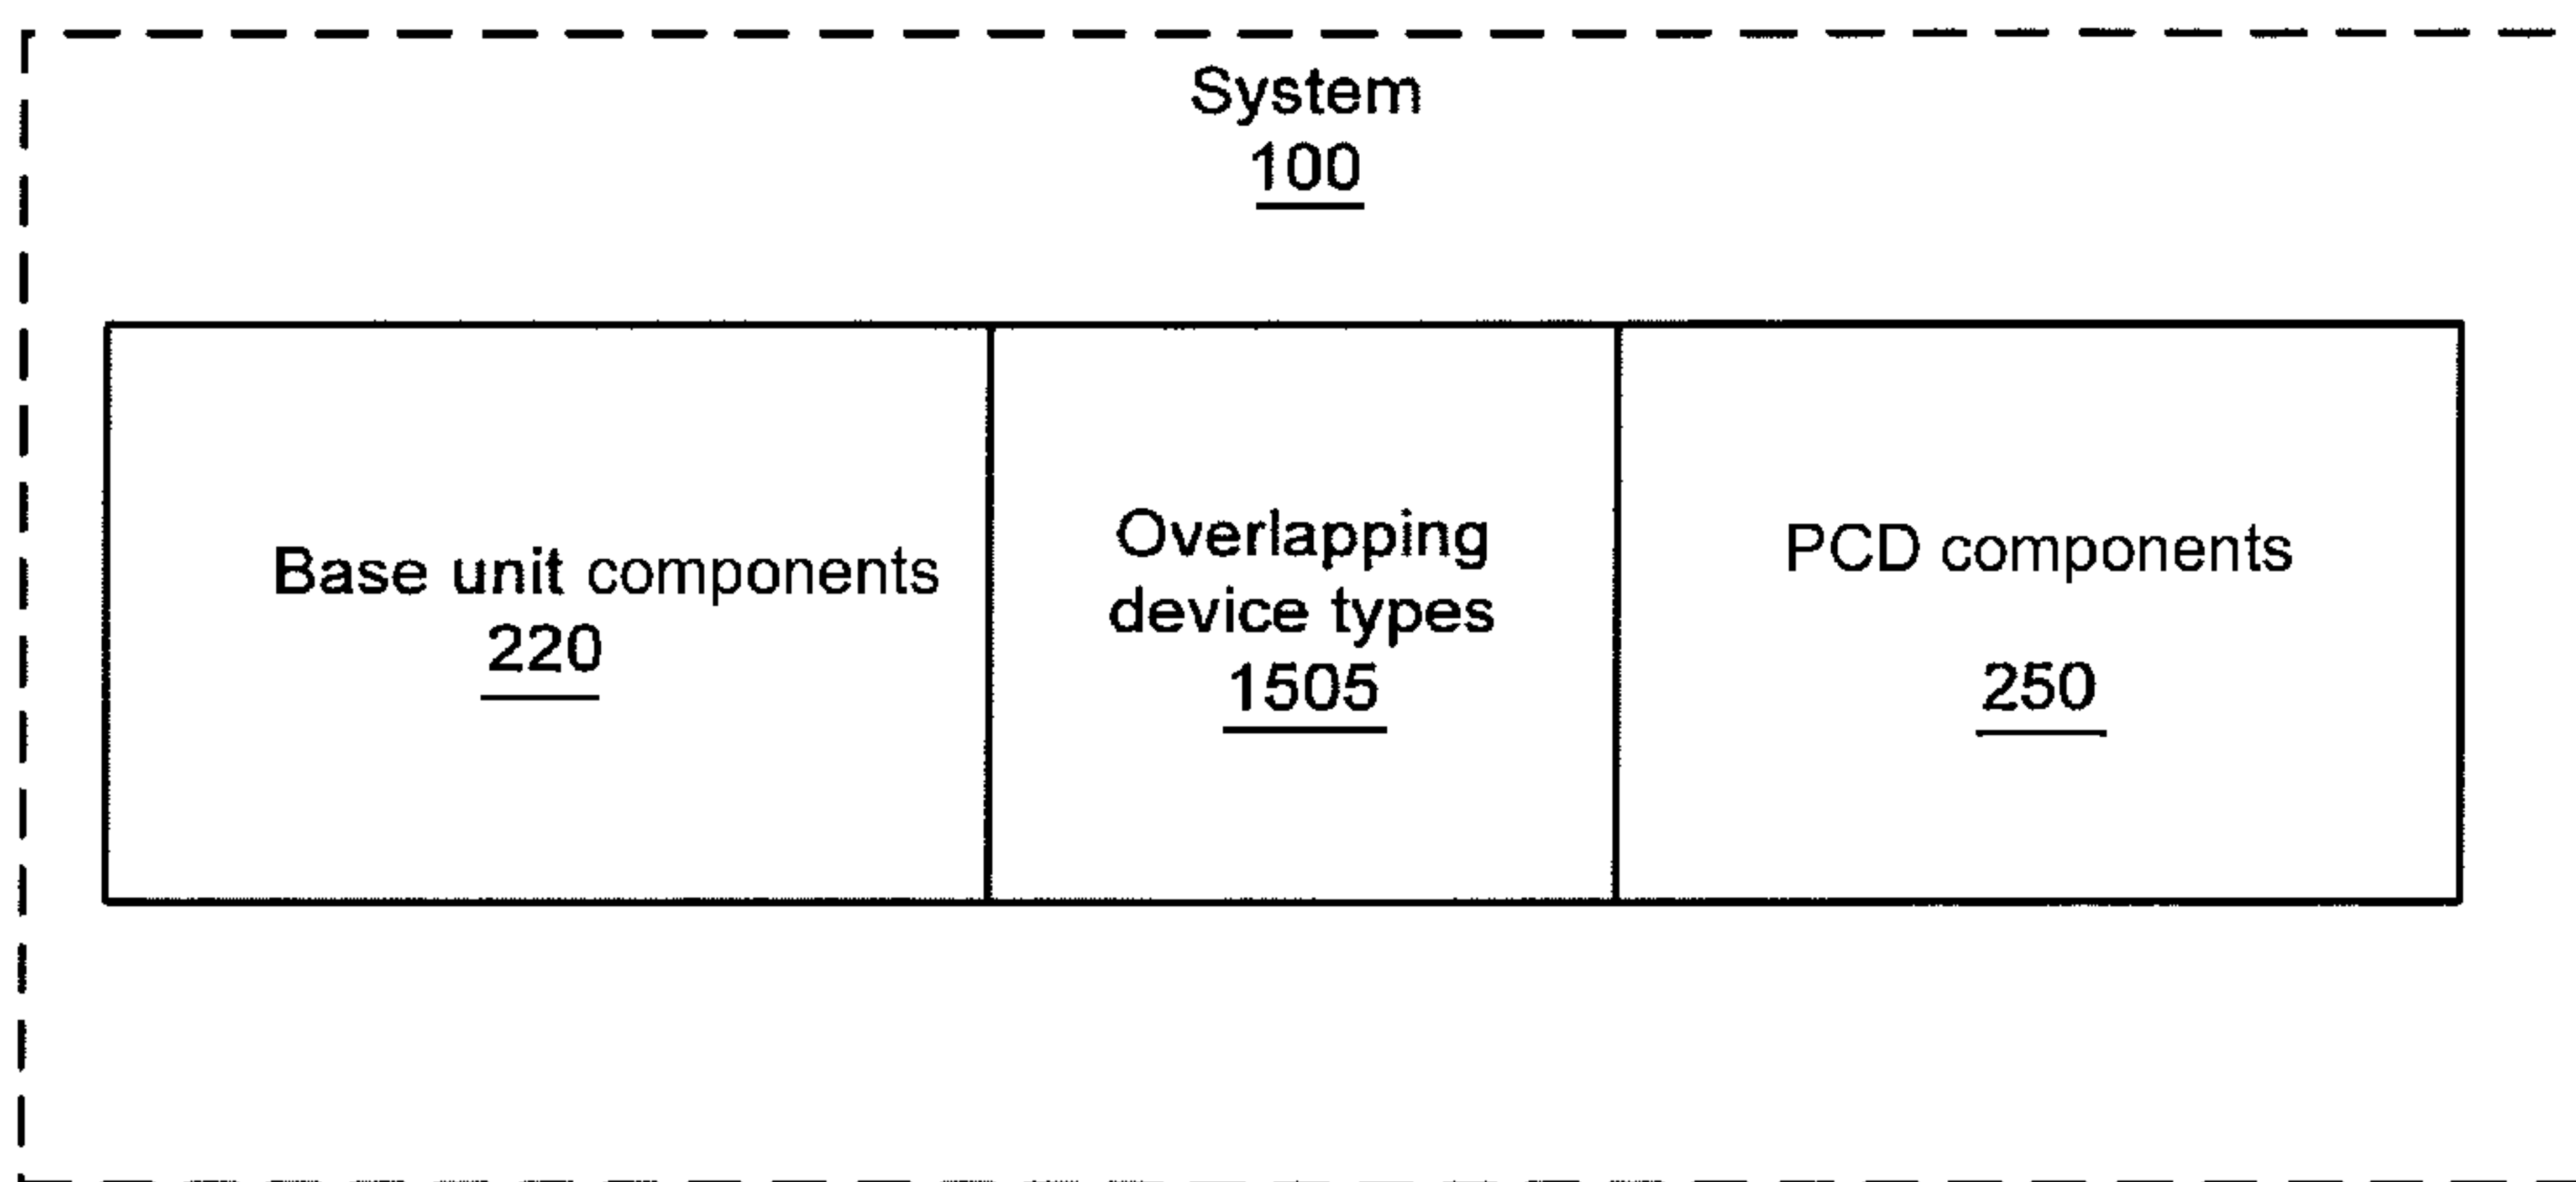 System
100
Base unit components
220
Overlapping
device types
1505
PCD components
250